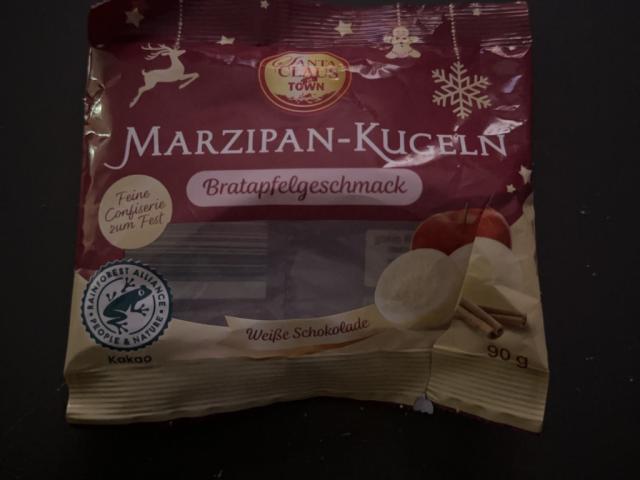 SANTA
CLAUS
TOWN
MARZIPAN-KUGELN
Bratapfelgeschmack
Feine
Confiserie
zum Fest
RAINFOREST ALLIANCE
PEOPLE & NATURE
Kakao
Weiße Schokolade
90 g